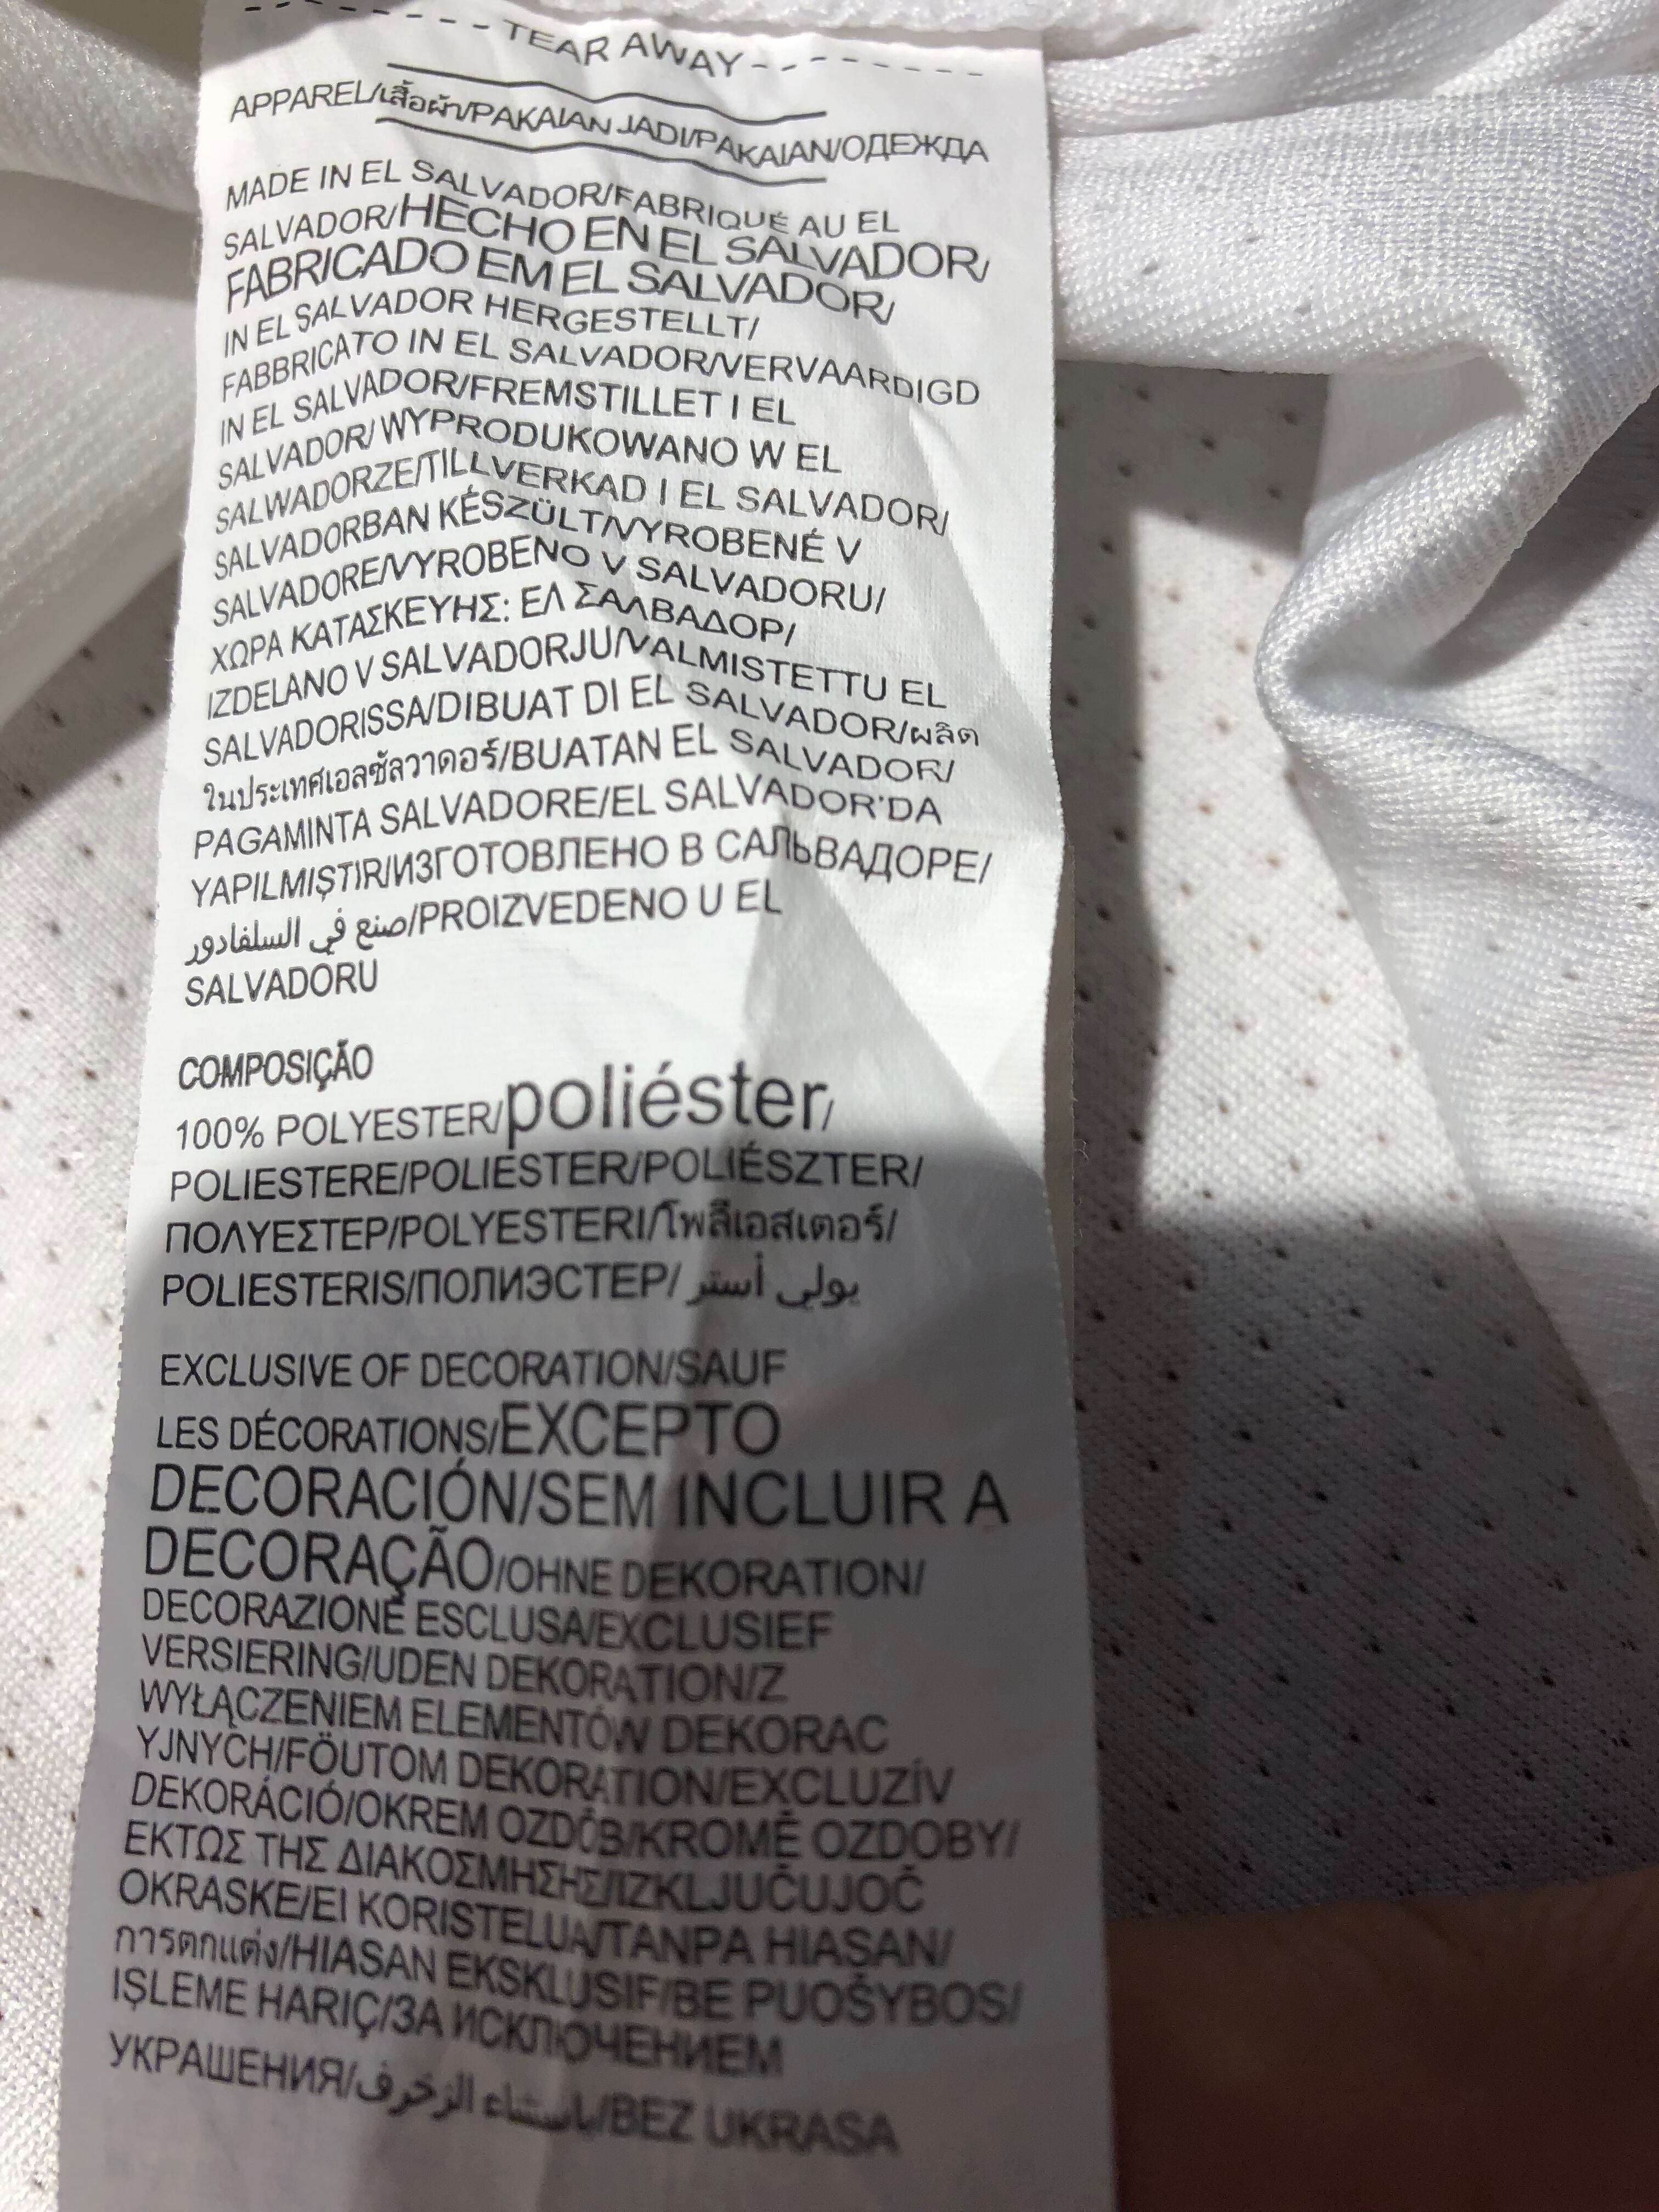 TEAR AWAY
APPAREL/เสื้อผ้า/PAKAIAN JADI/PAKAIAN/ОДЕЖДА
MADE IN EL SALVADOR/FABRIQUÉ AU EL
SALVADOR/HECHO EN EL SALVADOR/
FABRICADO EM EL SALVADOR/
IN EL SALVADOR HERGESTELLT/
FABBRICATO IN EL SALVADOR/VERVAARDIGD
IN EL SALVADOR/FREMSTILLET I EL
SALVADOR/WYPRODUKOWANO W EL
SALWADORZE/TILLVERKAD I EL SALVADOR/
SALVADORBAN KÉSZÜLT/VYROBENÉ V
SALVADORE/VYROBENO V SALVADORU/
ΧΩΡΑ ΚΑΤΑΣΚΕΥΗΣ: ΕΛ ΣΑΛΒΑΔΟΡ/
IZDELANO V SALVADORJU/VALMISTETTU EL
SALVADORISSA/DIBUAT DI EL SALVADOR/ผลิต
ในประเทศเอลซัลวาดอร์/BUATAN EL SALVADOR/
PAGAMINTA SALVADORE/EL SALVADOR'DA
YAPILMIŞTIR/ИЗГОТОВЛЕНО В САЛЬВАДОРЕ/
صنع في السلفادور/PROIZVEDENO U EL
SALVADORU
COMPOSIÇÃO
100% POLYESTER/poliéster/
POLIESTERE/POLIÉSTER/POLIÉSZTER/
ΠΟΛΥΕΣΤΕΡ/POLYESTERI/โพลีเอสเตอร์/
POLIESTERIS/ПОЛИЭСТЕР/ يولي أستر
EXCLUSIVE OF DECORATION/SAUF
LES DÉCORATIONS/EXCEPTO
DECORACIÓN/SEM INCLUIR A
DECORAÇÃO/OHNE DEKORATION/
DECORAZIONE ESCLUSA/EXCLUSIEF
VERSIERING/UDEN DEKORATION/Z
WYŁĄCZENIEM ELEMENTÓW DEKORAC
YJNYCH/FÖUTOM DEKORATION/EXCLUZÍV
DEKORÁCIÓ/OKREM OZDÔB/KROMĚ OZDOBY/
ΕΚΤΩΣ ΤΗΣ ΔΙΑΚΟΣΜΗΣΗΣ/IZKLJUČUJOČ
OKRASKE/EI KORISTELUA/TANPA HIASAN/
การตกแต่ง/HIASAN EKSKLUSIF/BE PUOŠYBOS/
IŞLEME HARIÇ/ЗА ИСКЛЮЧЕНИЕМ
УКРАШЕНИЯ/باستثناء الزخرف/BEZ UKRASA